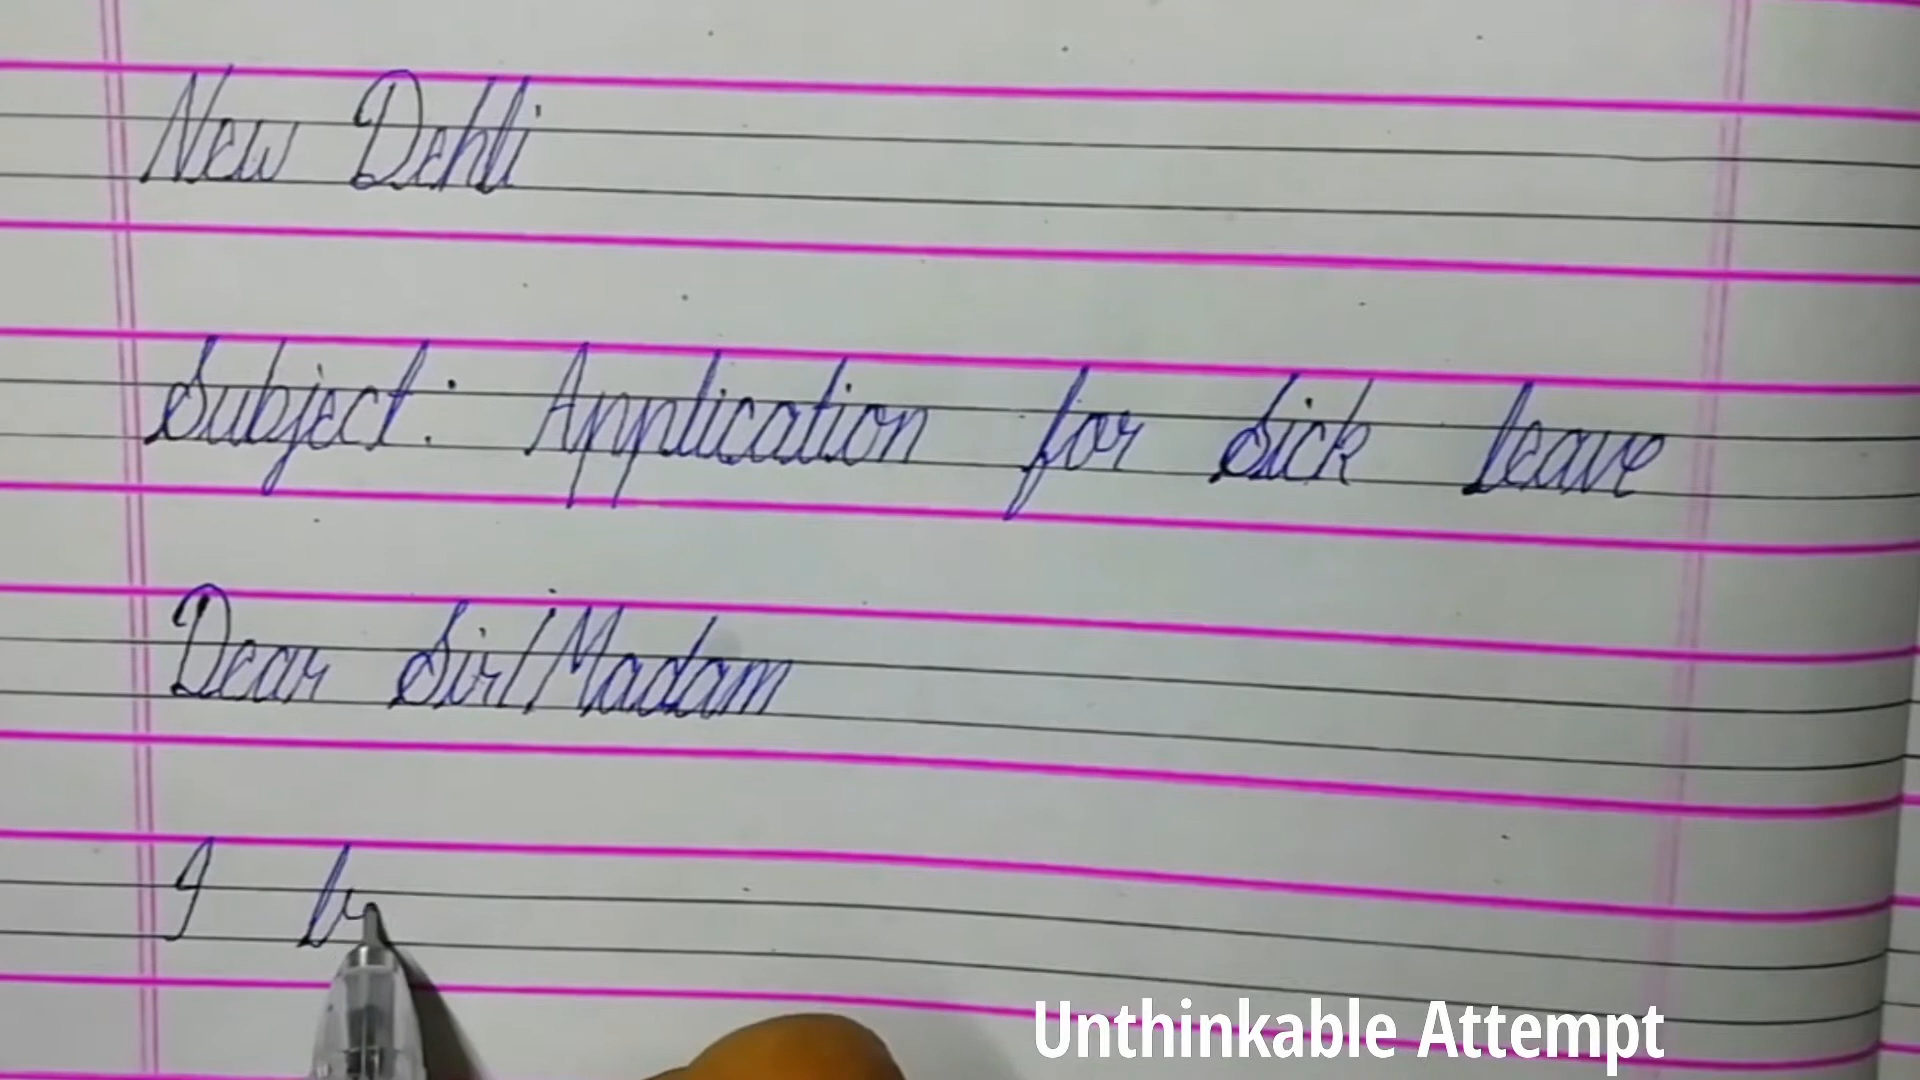 New Dehli
Subject: Application for Sick leave
Dear Sir/Madam
I
Unthinkable Attempt